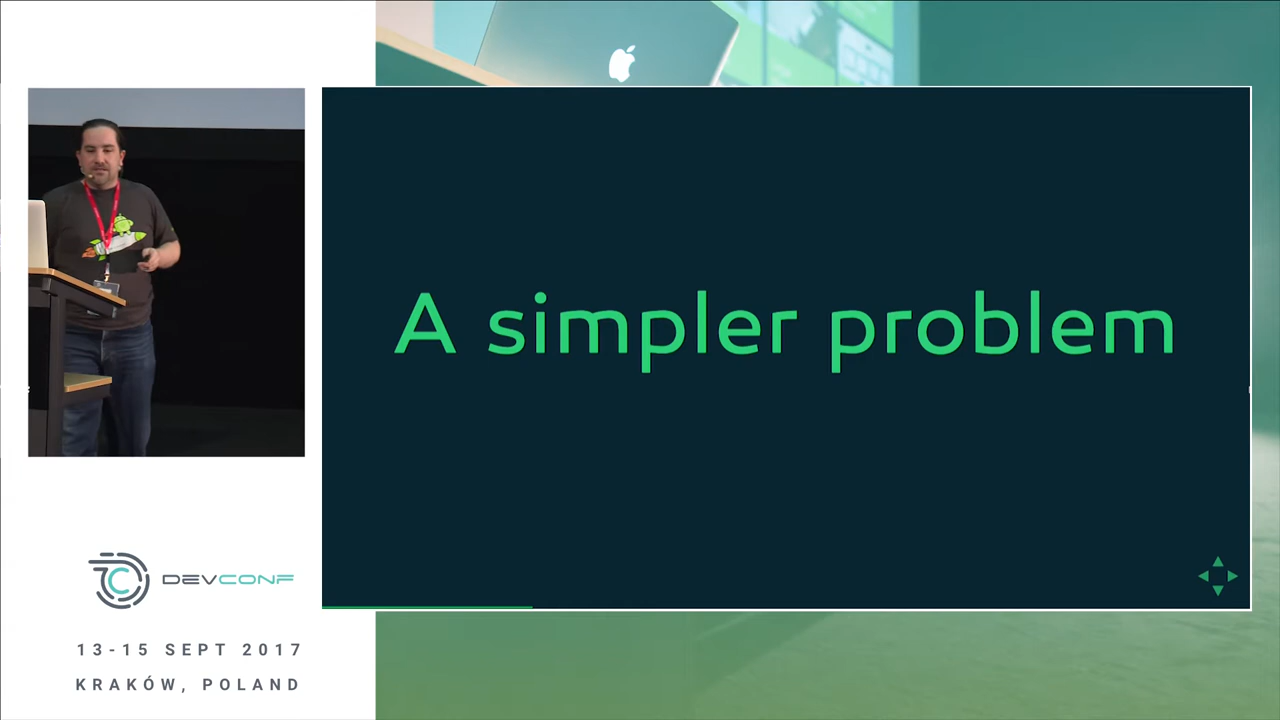 A simpler problem
DEVCONF
13-15 SEPT 2017
KRAKÓW, POLAND